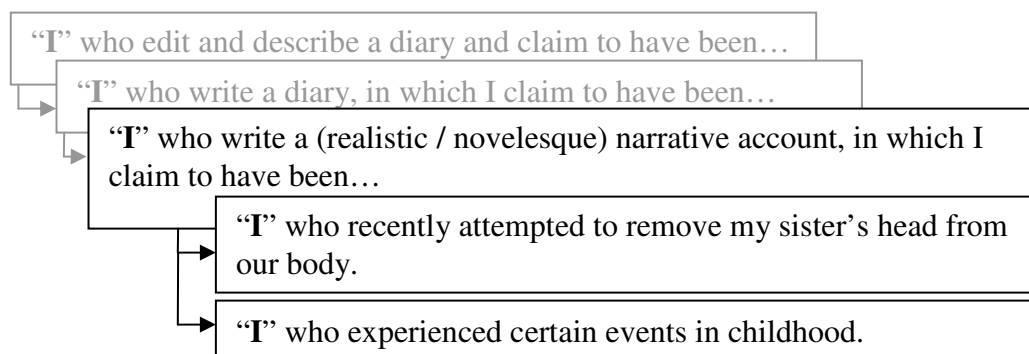 “I” who edit and describe a diary and claim to have been…
“I” who write a diary, in which I claim to have been…
“I” who write a (realistic / novelesque) narrative account, in which I
claim to have been…
“I” who recently attempted to remove my sister’s head from
our body.
“I” who experienced certain events in childhood.